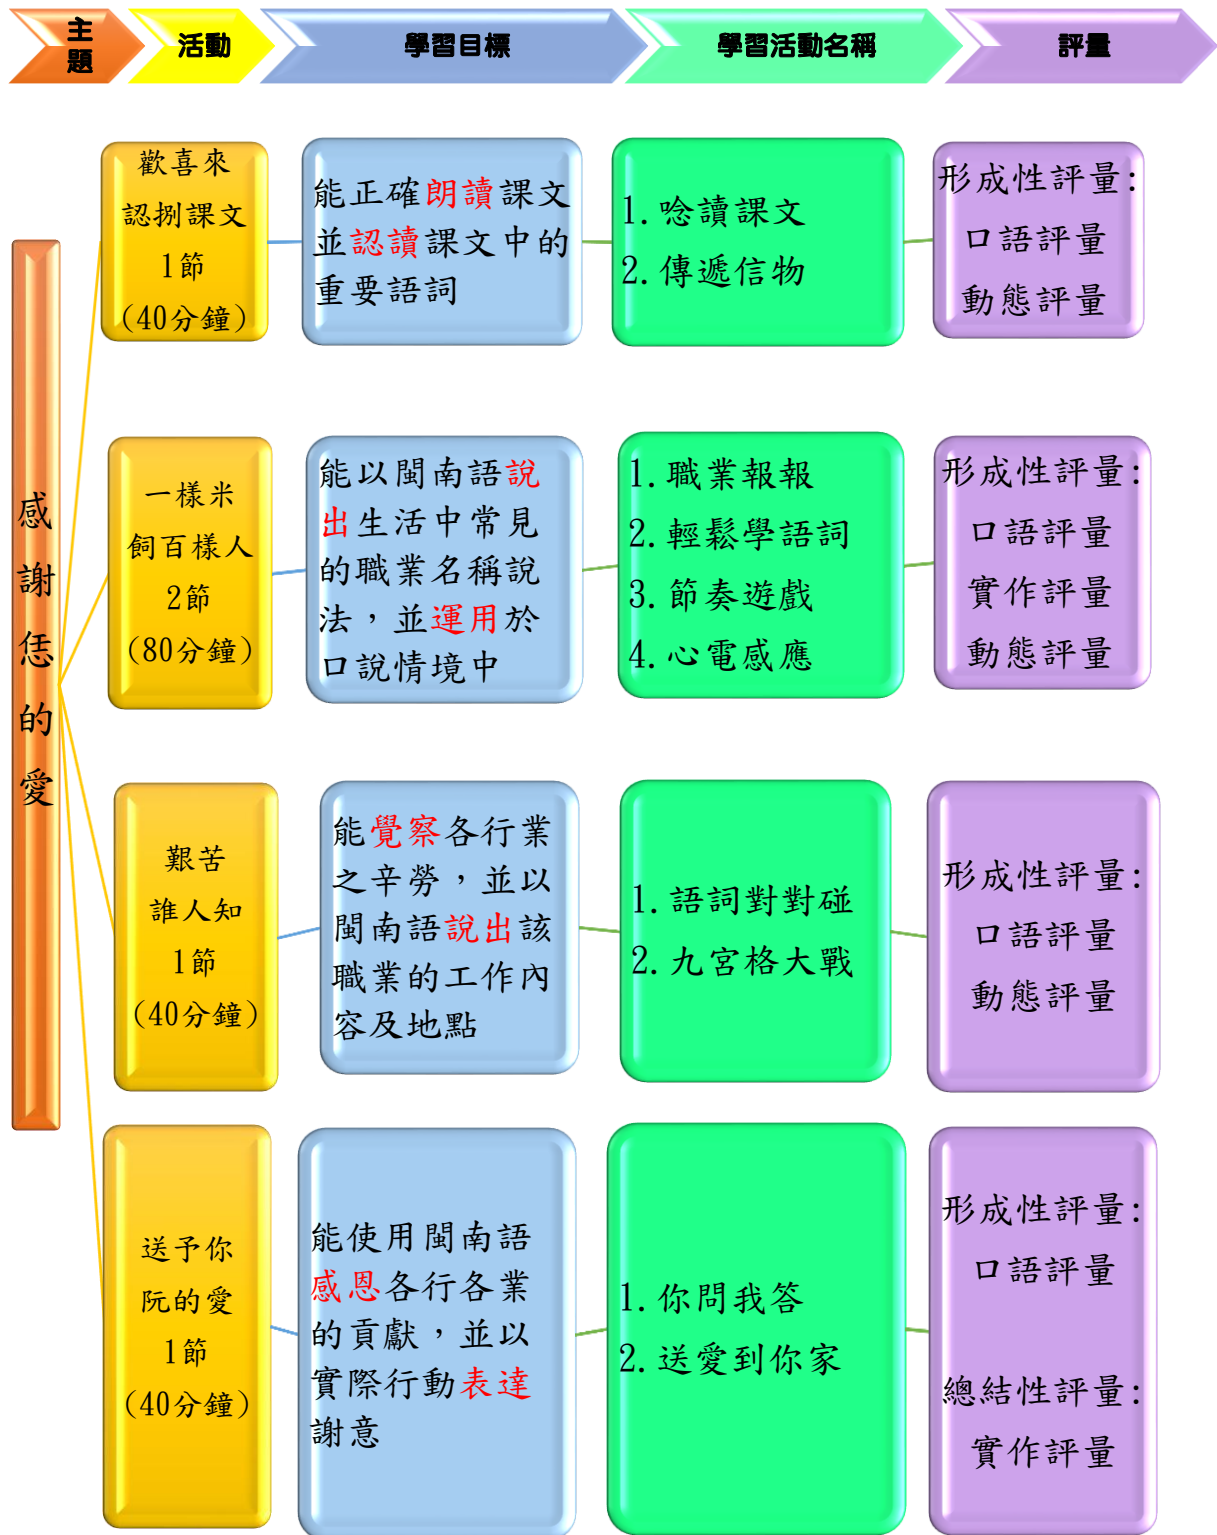 主
題
活動
學習目標
學習活動名稱
評量
感謝恁的愛
歡喜來
認捌課文
1節
(40分鐘)
能正確朗讀課文
並認讀課文中的
重要語詞
1.唸讀課文
2.傳遞信物
形成性評量:
口語評量
動態評量
一樣米
飼百樣人
2節
(80分鐘)
能以閩南語說
出生活中常見
的職業名稱說
法，並運用於
口說情境中
1.職業報報
2.輕鬆學語詞
3.節奏遊戲
4.心電感應
形成性評量:
口語評量
實作評量
動態評量
艱苦
誰人知
1節
(40分鐘)
能覺察各行業
之辛勞，並以
閩南語說出該
職業的工作內
容及地點
1.語詞對對碰
2.九宮格大戰
形成性評量:
口語評量
動態評量
送予你
阮的愛
1節
(40分鐘)
能使用閩南語
感恩各行各業
的貢獻，並以
實際行動表達
謝意
1.你問我答
2.送愛到你家
形成性評量:
口語評量
總結性評量:
實作評量